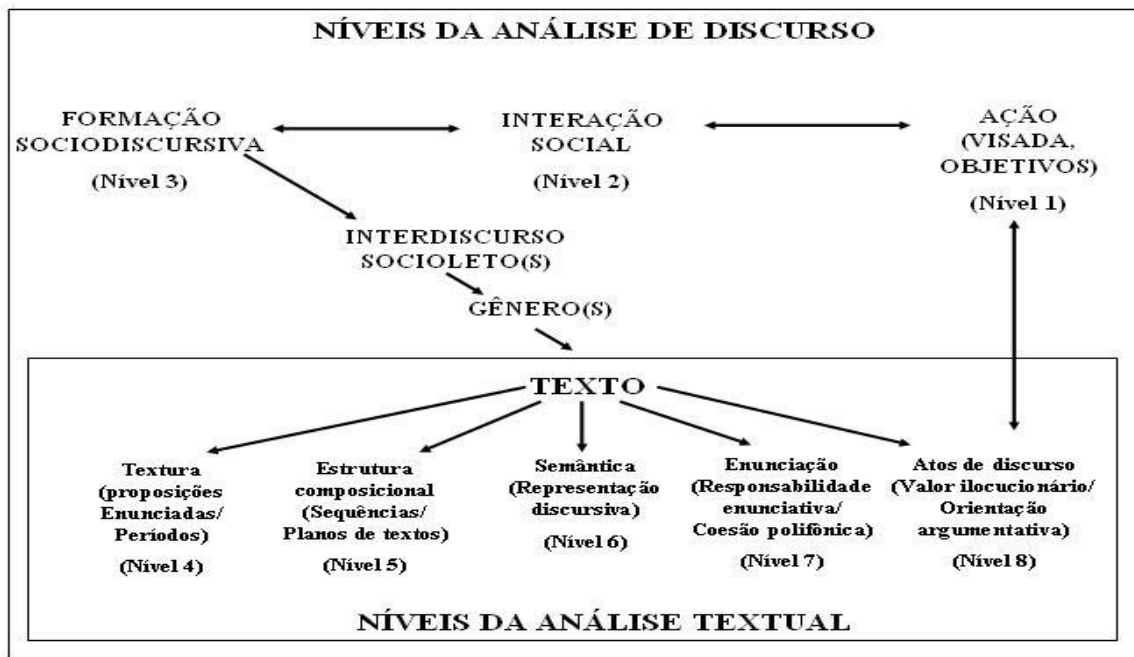 NÍVEIS DA ANÁLISE DE DISCURSO
FORMAÇÃO
SOCIODISCURSIVA
(Nível 3)
INTERAÇÃO
SOCIAL
(Nível 2)
AÇÃO
(VISADA,
OBJETIVOS)
(Nível 1)
INTERDISCURSO
SOCIOLETO(S)
GÊNERO(S)
TEXTO
Textura
(proposições
Enunciadas/
Períodos)
(Nível 4)
Estrutura
composicional
(Sequências/
Planos de textos)
(Nível 5)
Semântica
(Representação
discursiva)
(Nível 6)
Enunciação
(Responsabilidade
enunciativa/
Coesão polifônica)
(Nível 7)
Atos de discurso
(Valor ilocucionário/
Orientação
argumentativa)
(Nível 8)
NÍVEIS DA ANÁLISE TEXTUAL